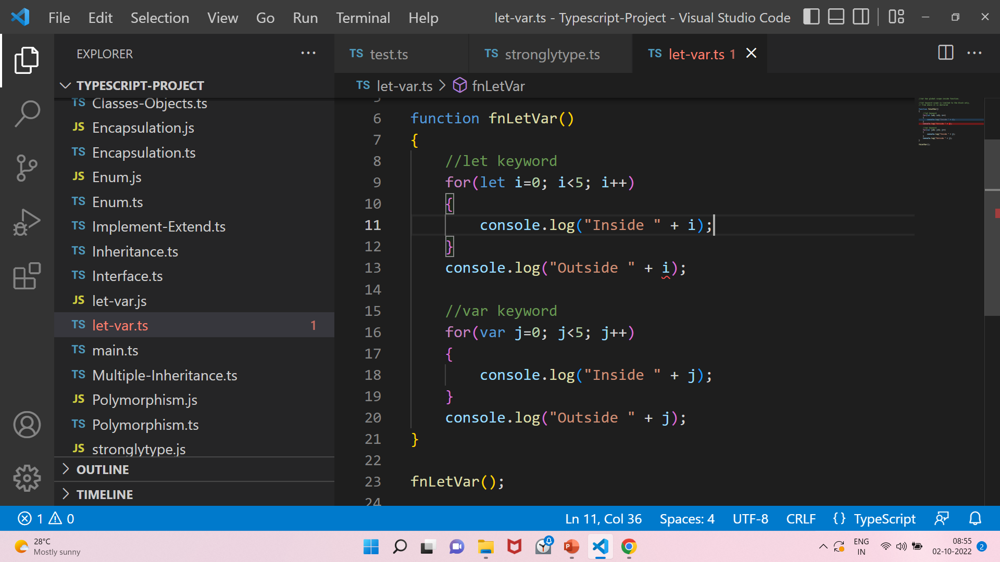 File Edit Selection View Go Run Terminal Help
let-var.ts - Typescript-Project - Visual Studio Code
EXPLORER
TYPESCRIPT-PROJECT
TS Classes-Objects.ts
JS Encapsulation.js
TS Encapsulation.ts
JS Enum.js
TS Enum.ts
TS Implement-Extend.ts
TS Inheritance.ts
TS Interface.ts
JS let-var.js
TS let-var.ts 1
TS main.ts
TS Multiple-Inheritance.ts
JS Polymorphism.js
TS Polymorphism.ts
JS stronglytype.js
OUTLINE
TIMELINE
TS test.ts TS stronglytype.ts TS let-var.ts 1
TS let-var.ts > fnLetVar
5
6 function fnLetVar()
7 {
8 //let keyword
9 for(let i=0; i<5; i++)
10 {
11 console.log("Inside " + i);
12 }
13 console.log("Outside " + i);
14
15 //var keyword
16 for(var j=0; j<5; j++)
17 {
18 console.log("Inside " + j);
19 }
20 console.log("Outside " + j);
21 }
22
23 fnLetVar();
24
1 0 Ln 11, Col 36 Spaces: 4 UTF-8 CRLF {} TypeScript
28°C
Mostly sunny
ENG
IN
08:55
02-10-2022
2